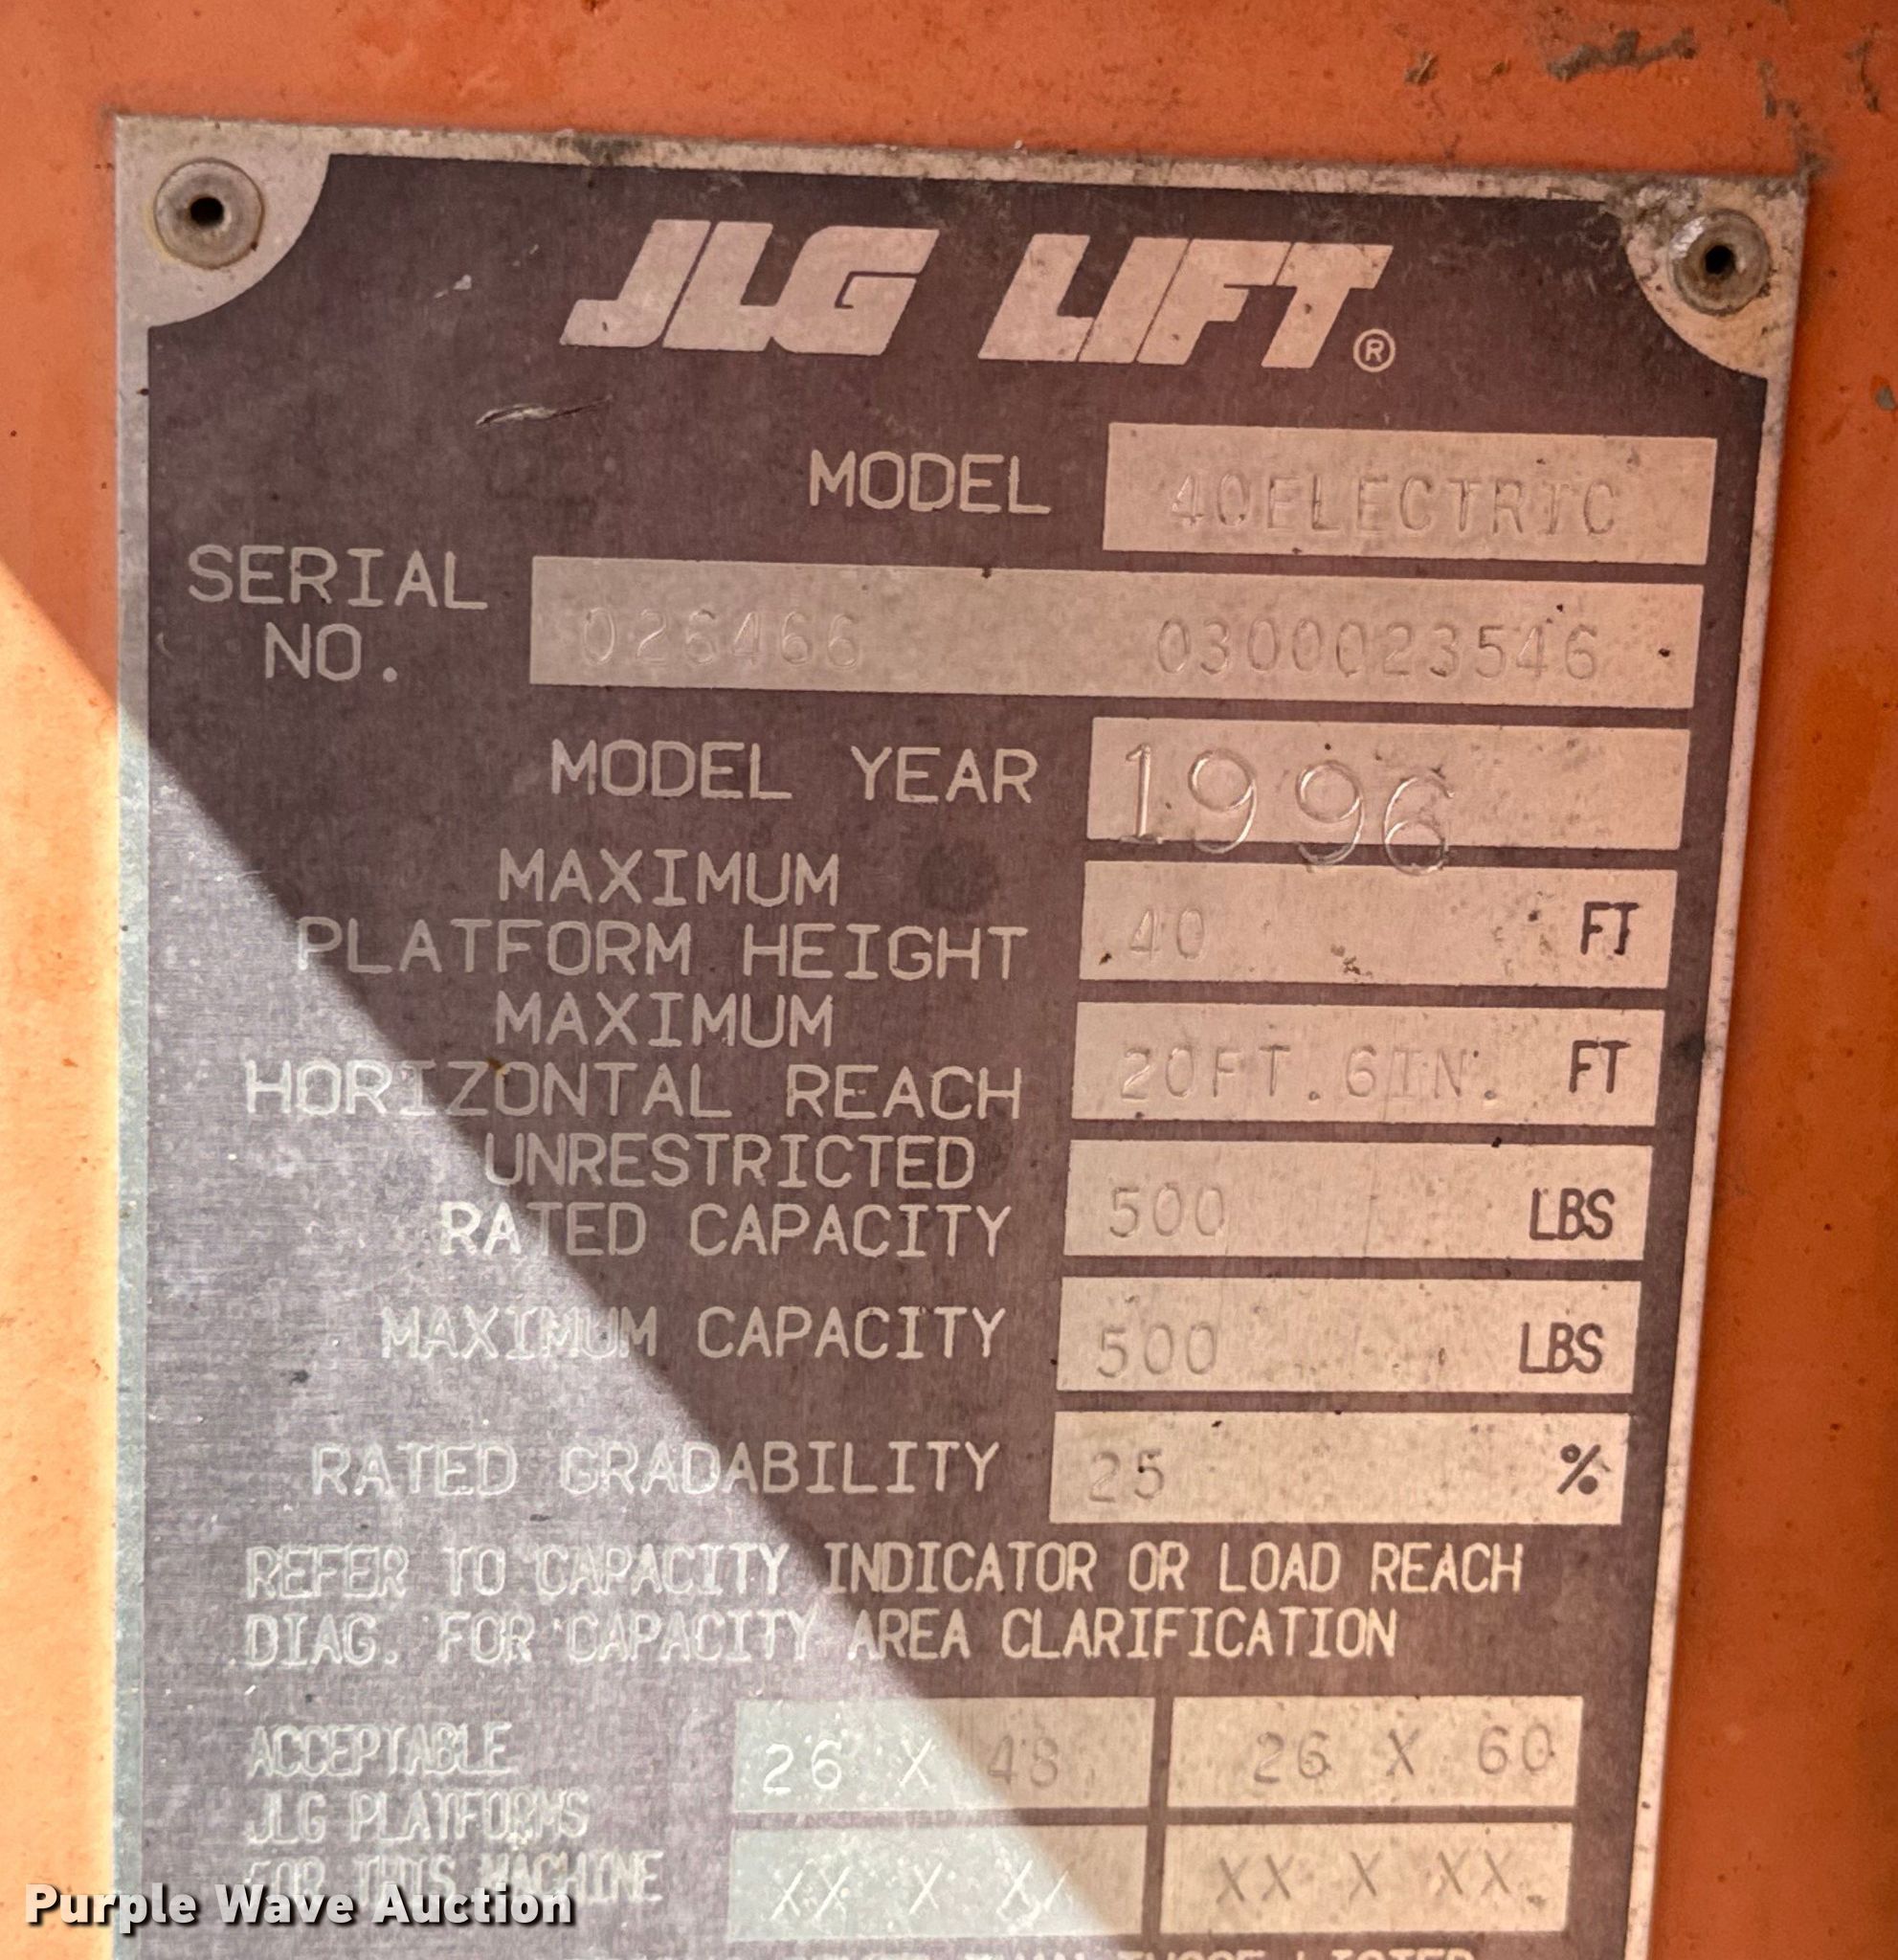 JLG LIFT®
MODEL 40ELECTRIC
SERIAL NO. 026466 0300023546
MODEL YEAR 1996
MAXIMUM
PLATFORM HEIGHT 40 FT
MAXIMUM
HORIZONTAL REACH 20FT.6IN. FT
UNRESTRICTED
RATED CAPACITY 500 LBS
MAXIMUM CAPACITY 500 LBS
RATED GRADABILITY 25 %
REFER TO CAPACITY INDICATOR OR LOAD REACH
DIAG. FOR CAPACITY AREA CLARIFICATION
ACCEPTABLE
JLG PLATFORMS
FOR THIS MACHINE
26 X 48 26 X 60
XX X XX XX X XX
THAN THOSE LISTED
Purple Wave Auction